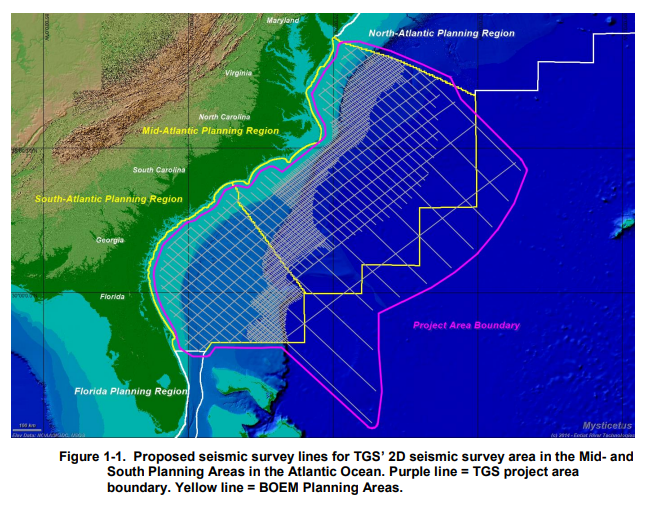 Maryland
North-Atlantic Planning Region
Virginia
North Carolina
Mid-Atlantic Planning Region
South Carolina
South-Atlantic Planning Region
Georgia
Florida
Project Area Boundary
Florida Planning Region
100 km
Mysticetus
Figure 1-1. Proposed seismic survey lines for TGS' 2D seismic survey area in the Mid- and
South Planning Areas in the Atlantic Ocean. Purple line = TGS project area
boundary. Yellow line = BOEM Planning Areas.